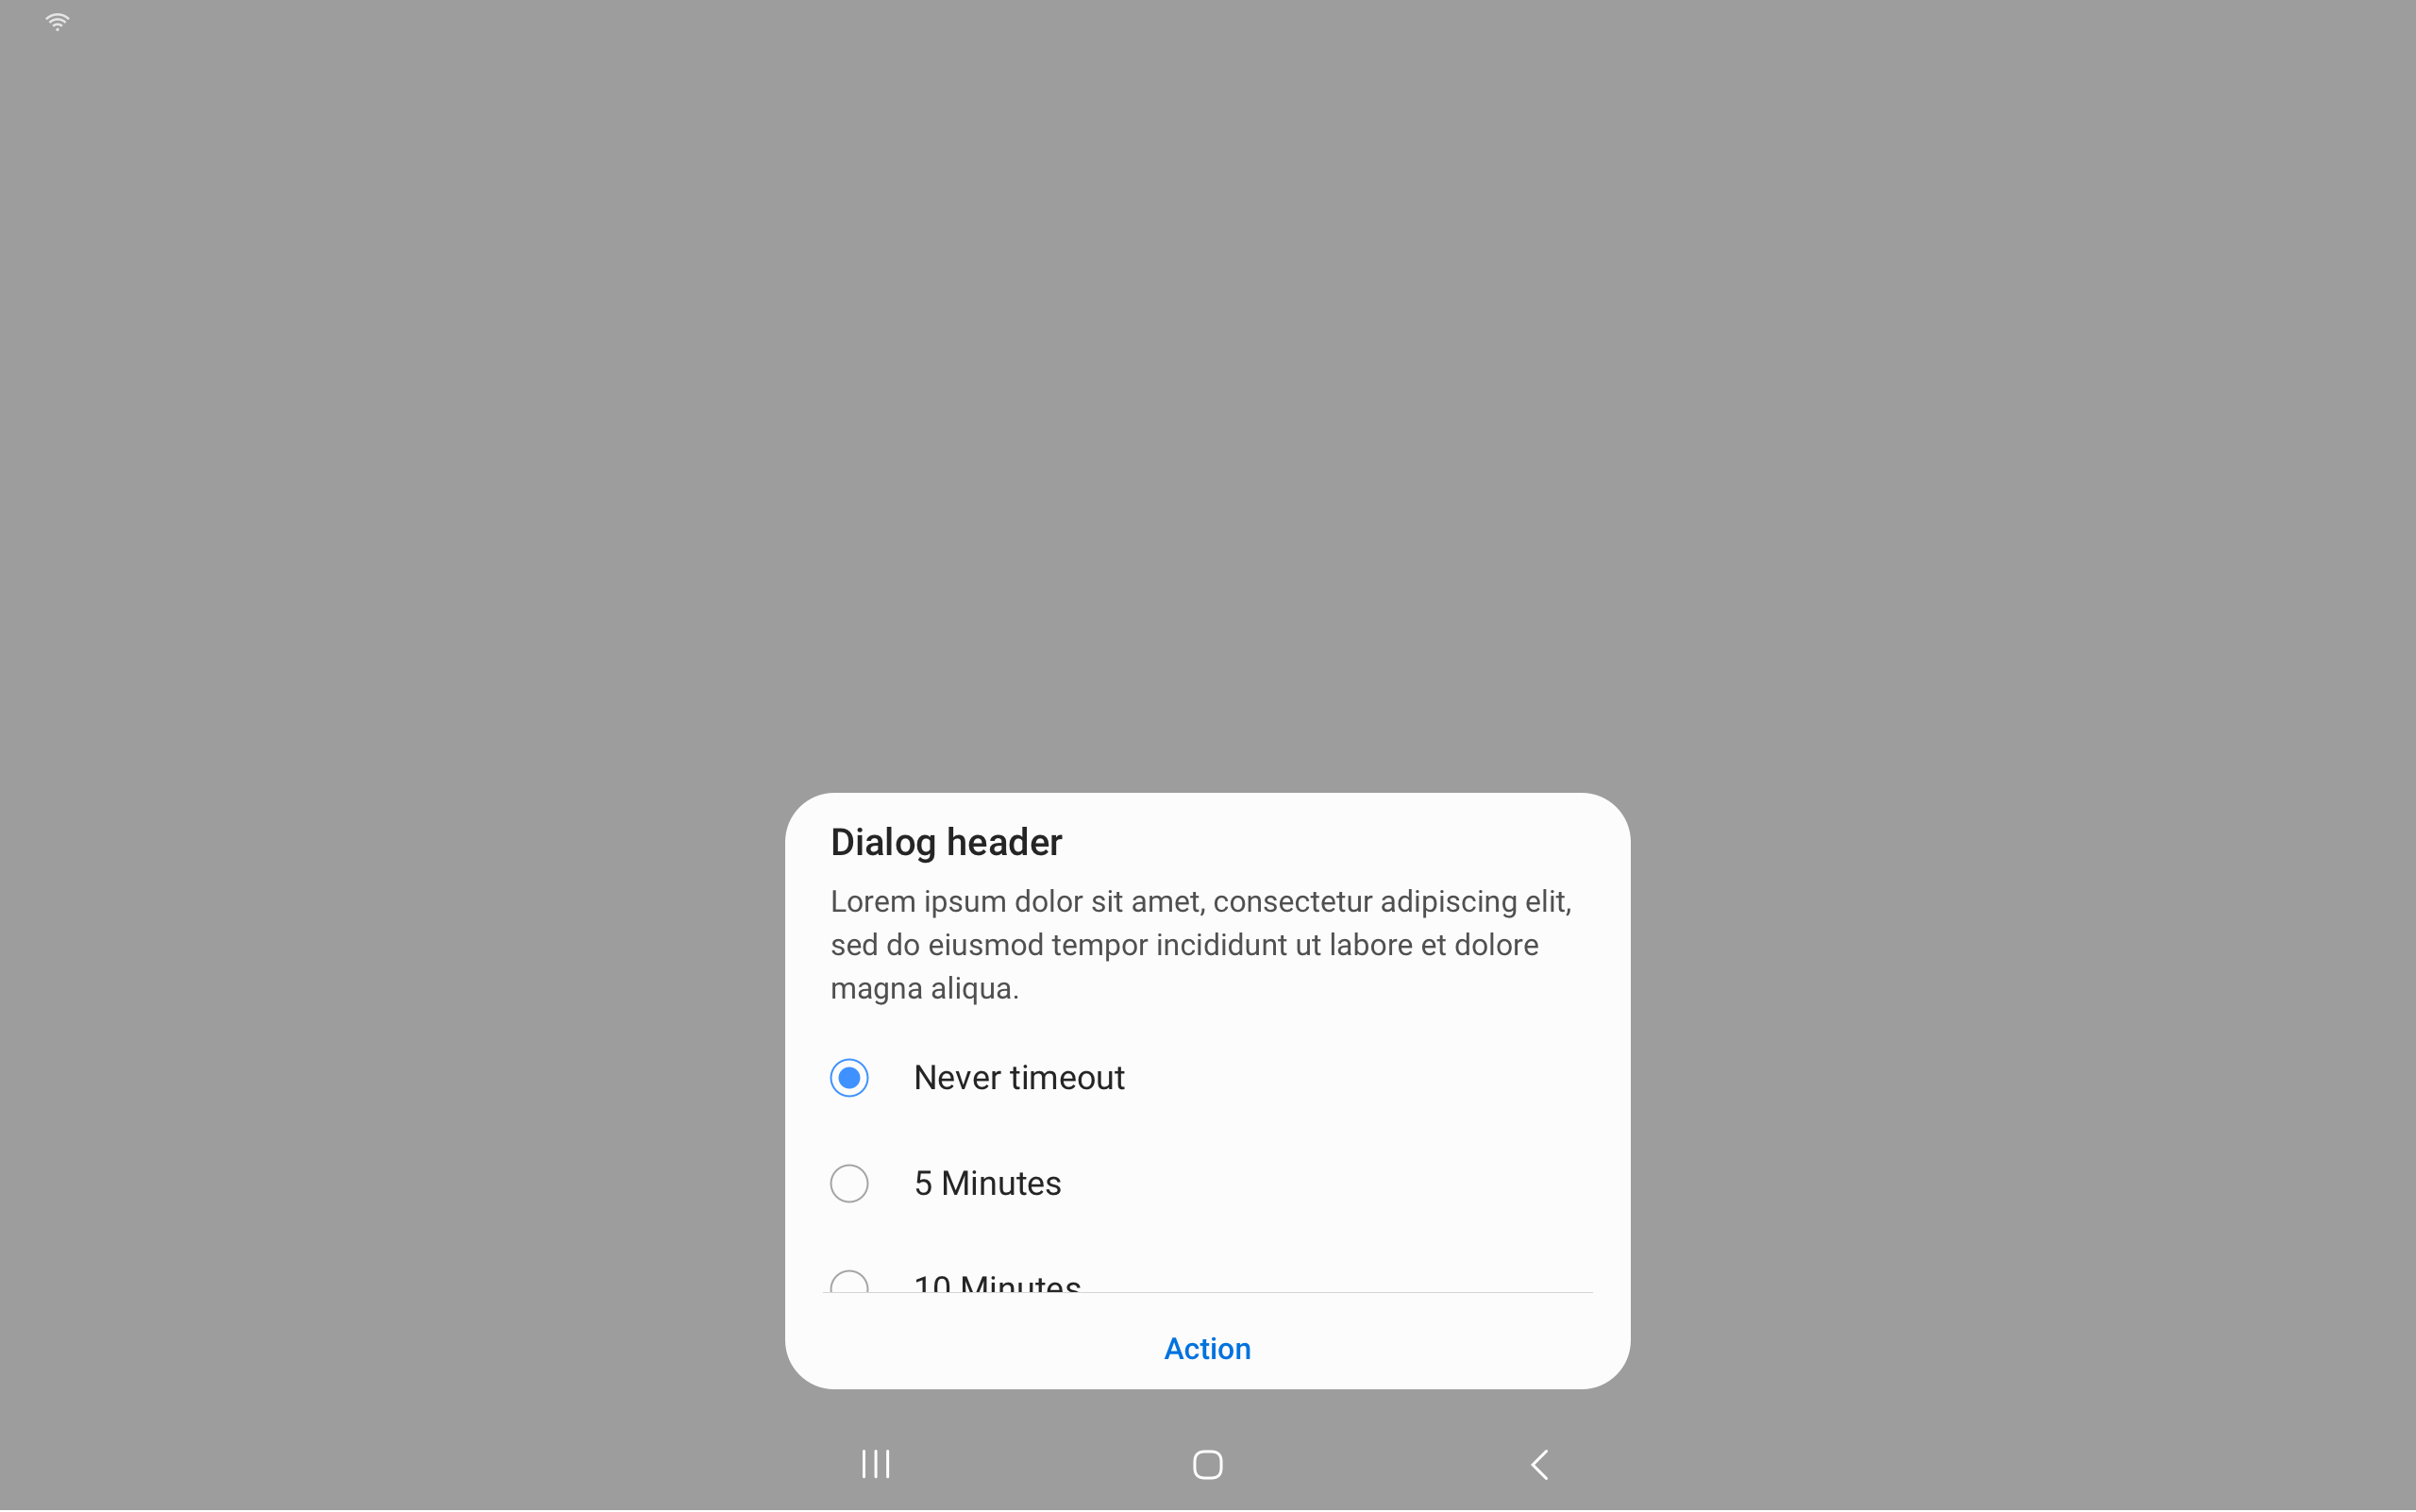 Dialog header
Lorem ipsum dolor sit amet, consectetur adipiscing elit,
sed do eiusmod tempor incididunt ut labore et dolore
magna aliqua.
Never timeout
5 Minutes
10 Minutes
Action